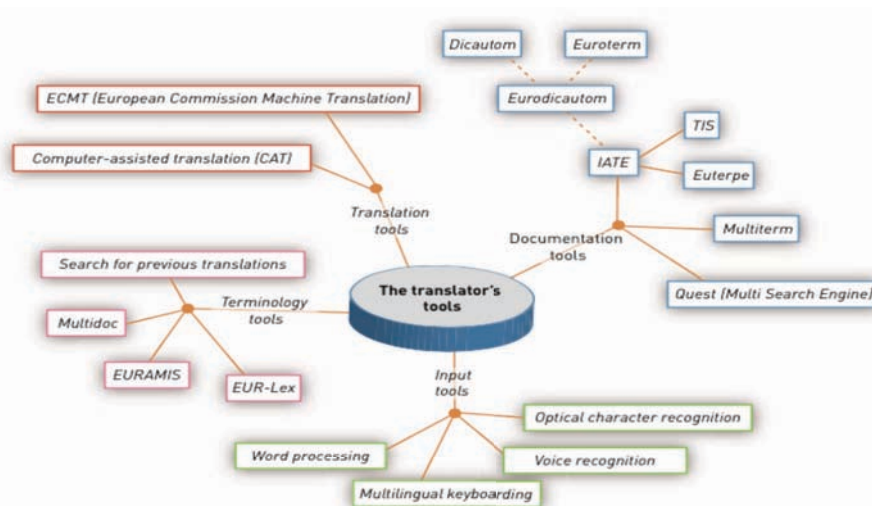 Dicautom
Euroterm
ECMT (European Commission Machine Translation)
Eurodicautom
TIS
Computer-assisted translation (CAT)
IATE
Euterpe
Translation
tools
Multiterm
Documentation
tools
Search for previous translations
The translator's
tools
Quest (Multi Search Engine)
Terminology
tools
Multidoc
EURAMIS
EUR-Lex
Input
tools
Optical character recognition
Word processing
Voice recognition
Multilingual keyboarding